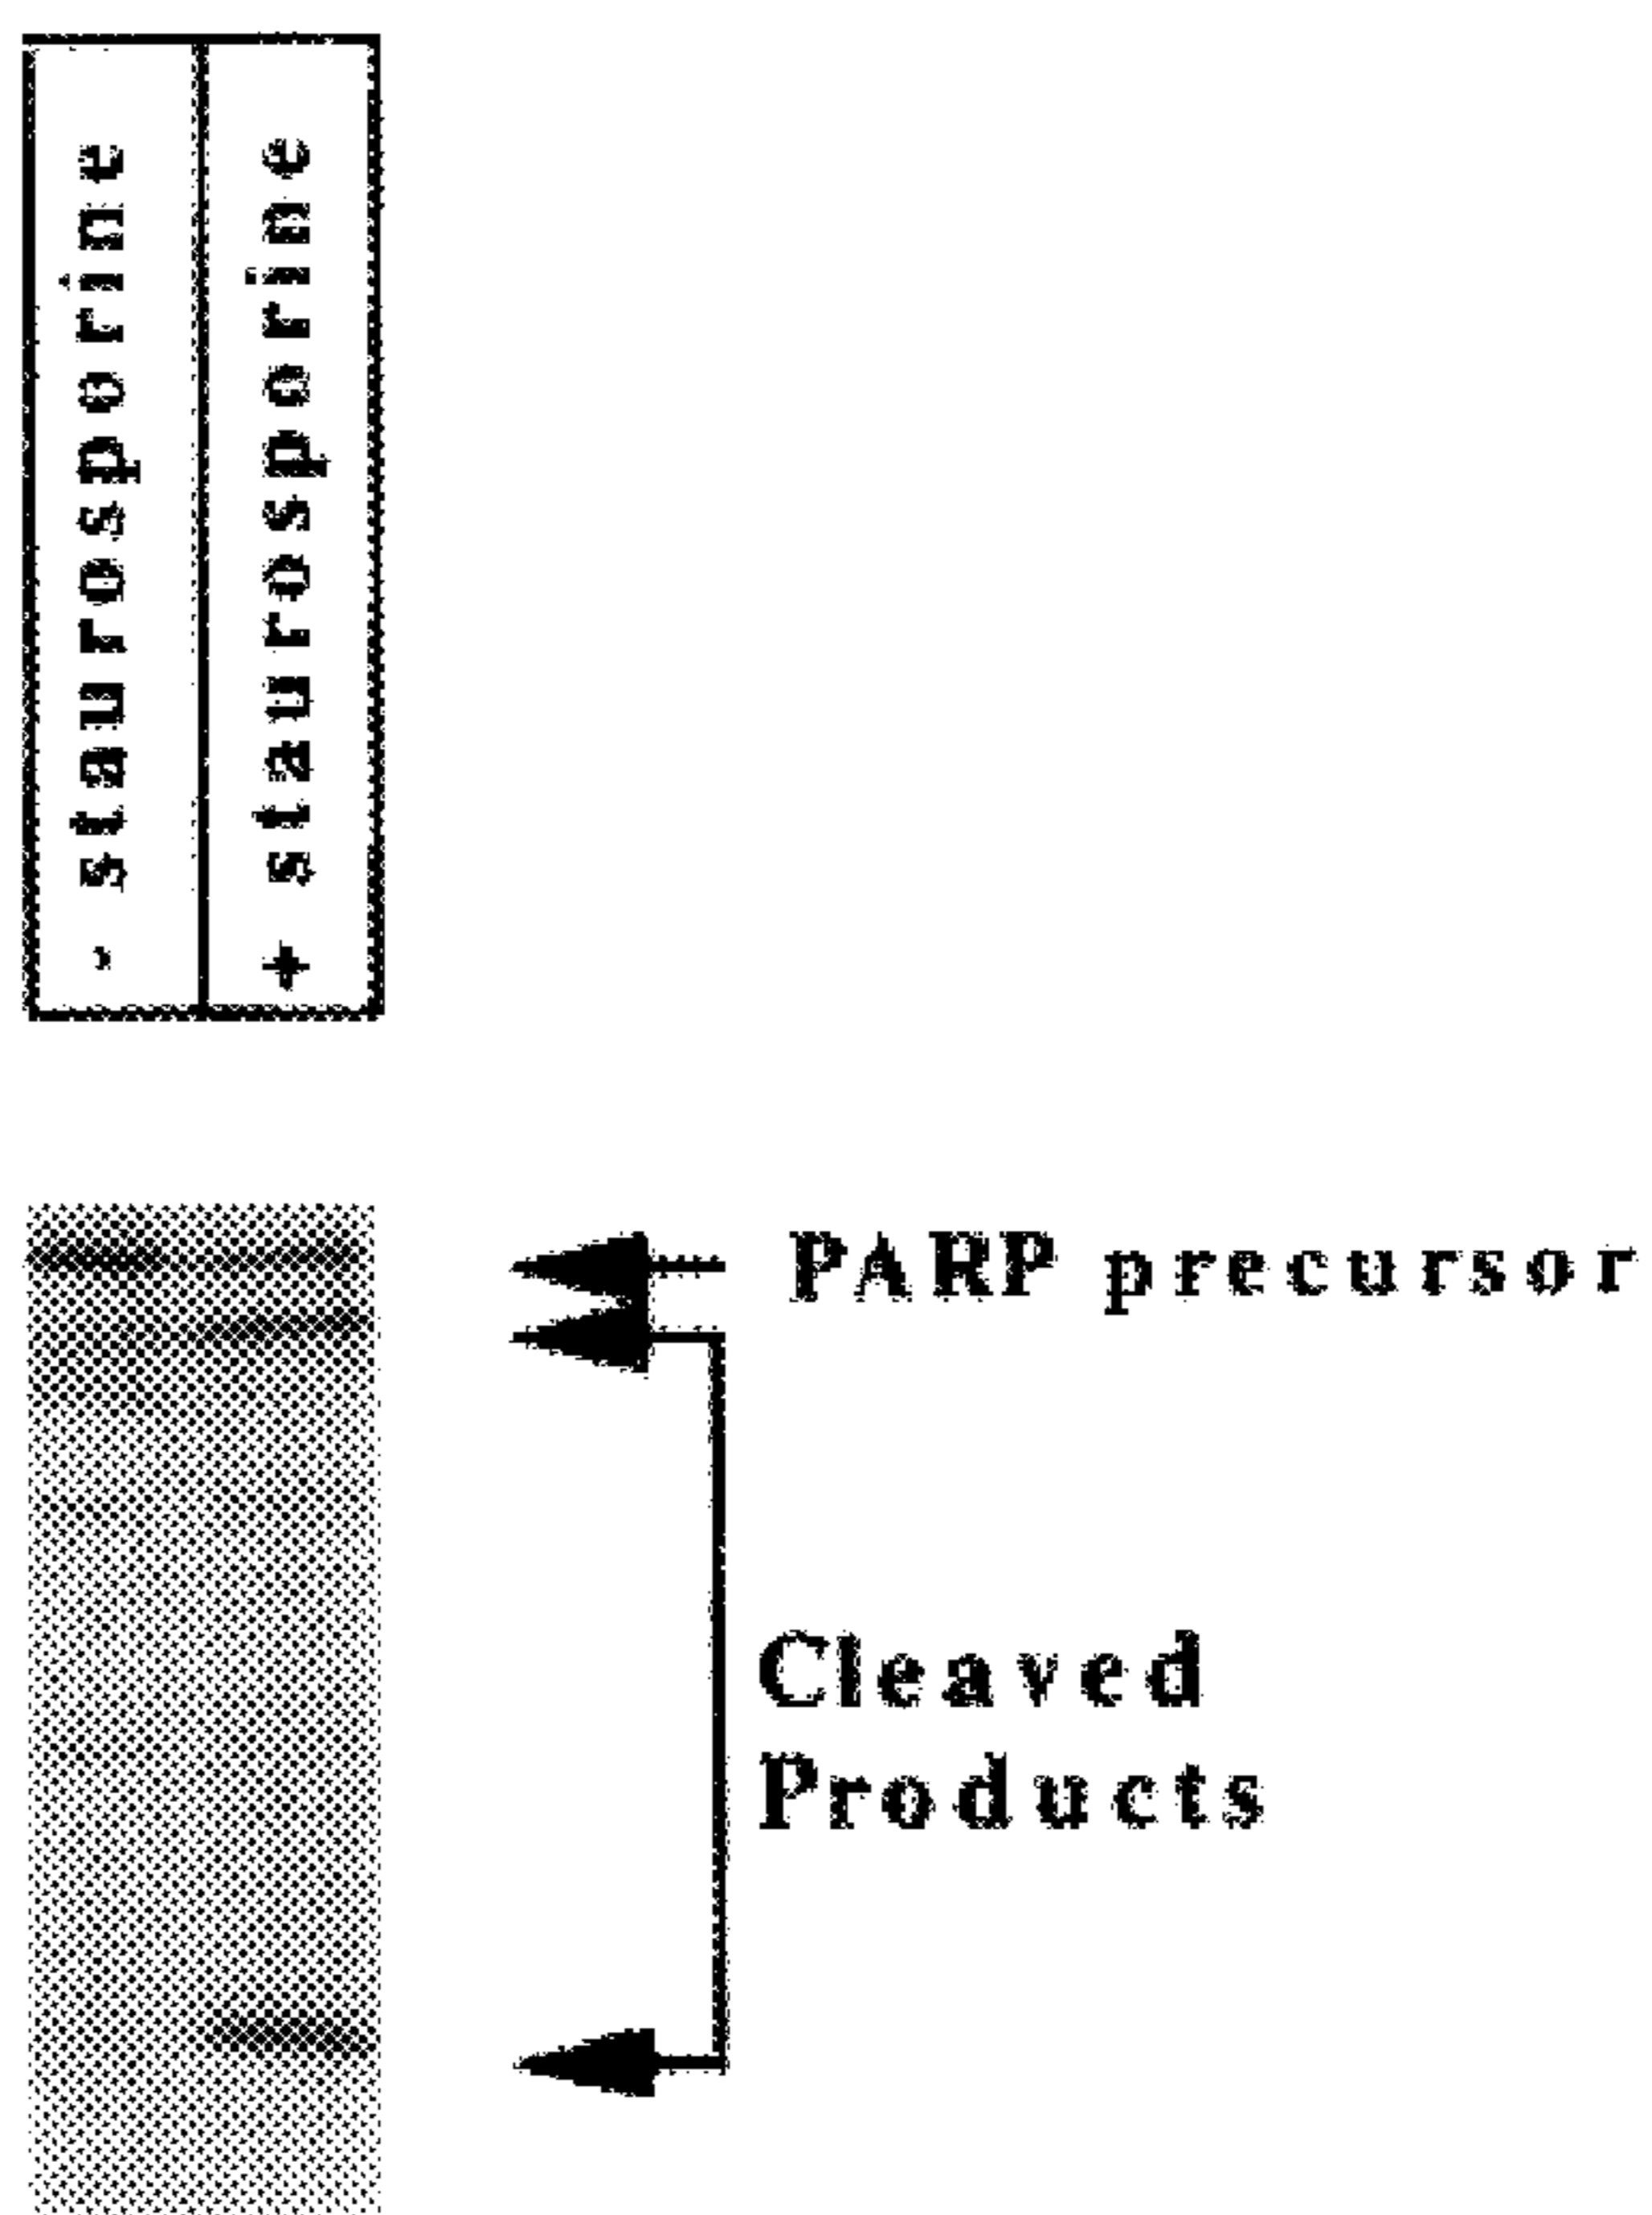 - staurosporine
+ staurosporine
PARP precursor
Cleaved
Products